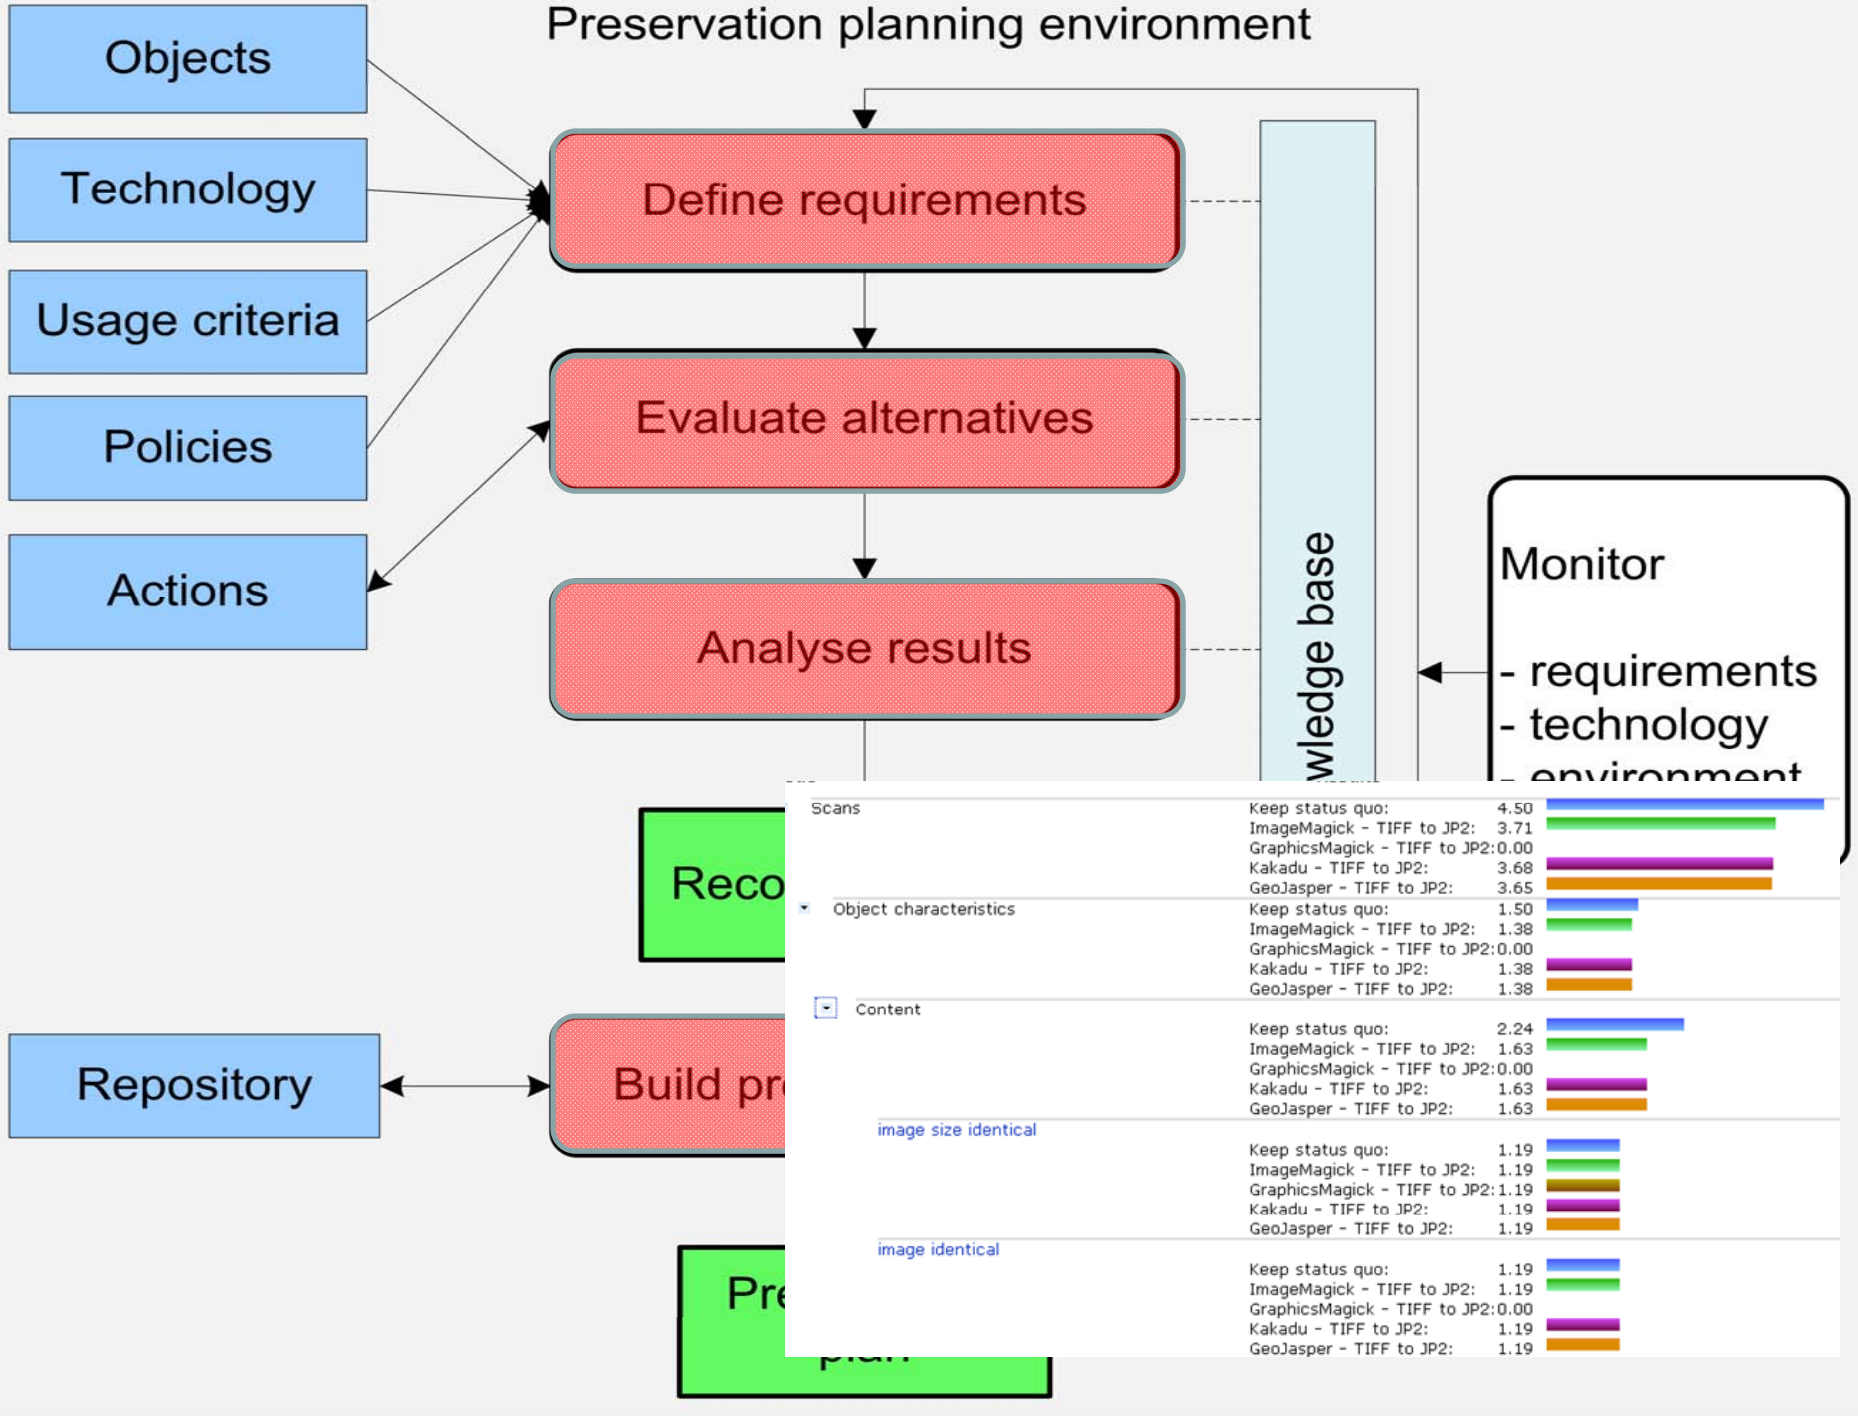 Preservation planning environment
Objects
Technology
Usage criteria
Policies
Actions
Define requirements
Evaluate alternatives
Analyse results
wledge base
Monitor
- requirements
- technology
- environment
Reco
Repository
Build pr
Pre
plan
Scans
Keep status quo: 4.50
ImageMagick - TIFF to JP2: 3.71
GraphicsMagick - TIFF to JP2:0.00
Kakadu - TIFF to JP2: 3.68
GeoJasper - TIFF to JP2: 3.65
Object characteristics
Keep status quo: 1.50
ImageMagick - TIFF to JP2: 1.38
GraphicsMagick - TIFF to JP2:0.00
Kakadu - TIFF to JP2: 1.38
GeoJasper - TIFF to JP2: 1.38
Content
Keep status quo: 2.24
ImageMagick - TIFF to JP2: 1.63
GraphicsMagick - TIFF to JP2:0.00
Kakadu - TIFF to JP2: 1.63
GeoJasper - TIFF to JP2: 1.63
image size identical
Keep status quo: 1.19
ImageMagick - TIFF to JP2: 1.19
GraphicsMagick - TIFF to JP2:1.19
Kakadu - TIFF to JP2: 1.19
GeoJasper - TIFF to JP2: 1.19
image identical
Keep status quo: 1.19
ImageMagick - TIFF to JP2: 1.19
GraphicsMagick - TIFF to JP2:0.00
Kakadu - TIFF to JP2: 1.19
GeoJasper - TIFF to JP2: 1.19